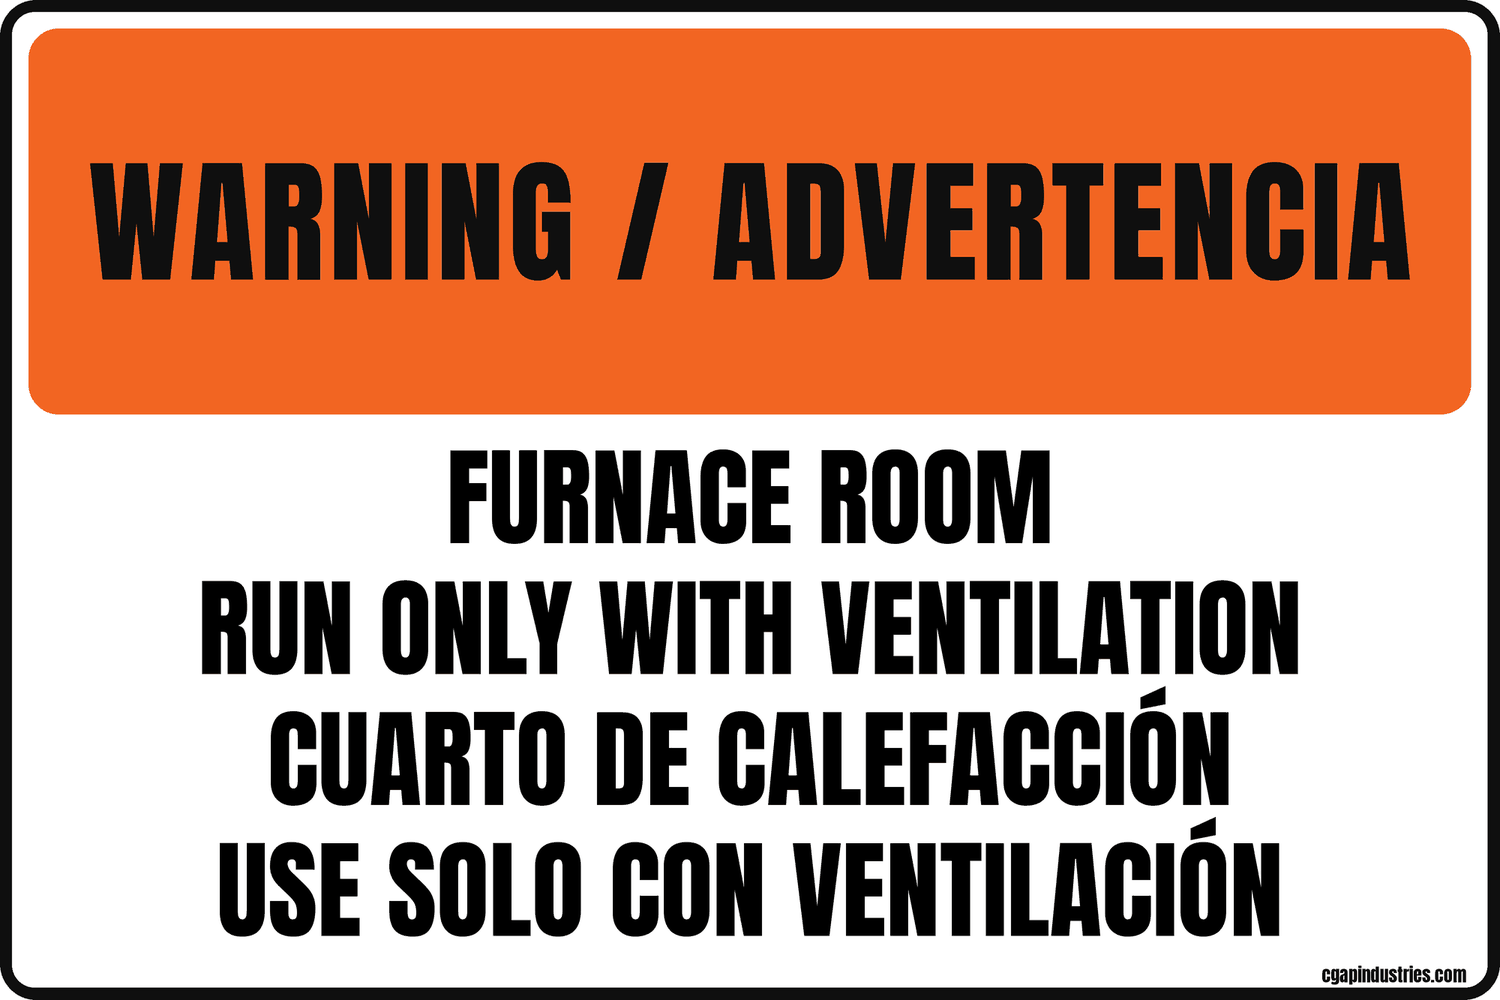 WARNING / ADVERTENCIA
FURNACE ROOM
RUN ONLY WITH VENTILATION
CUARTO DE CALEFACCIÓN
USE SOLO CON VENTILACIÓN
cgapindustries.com